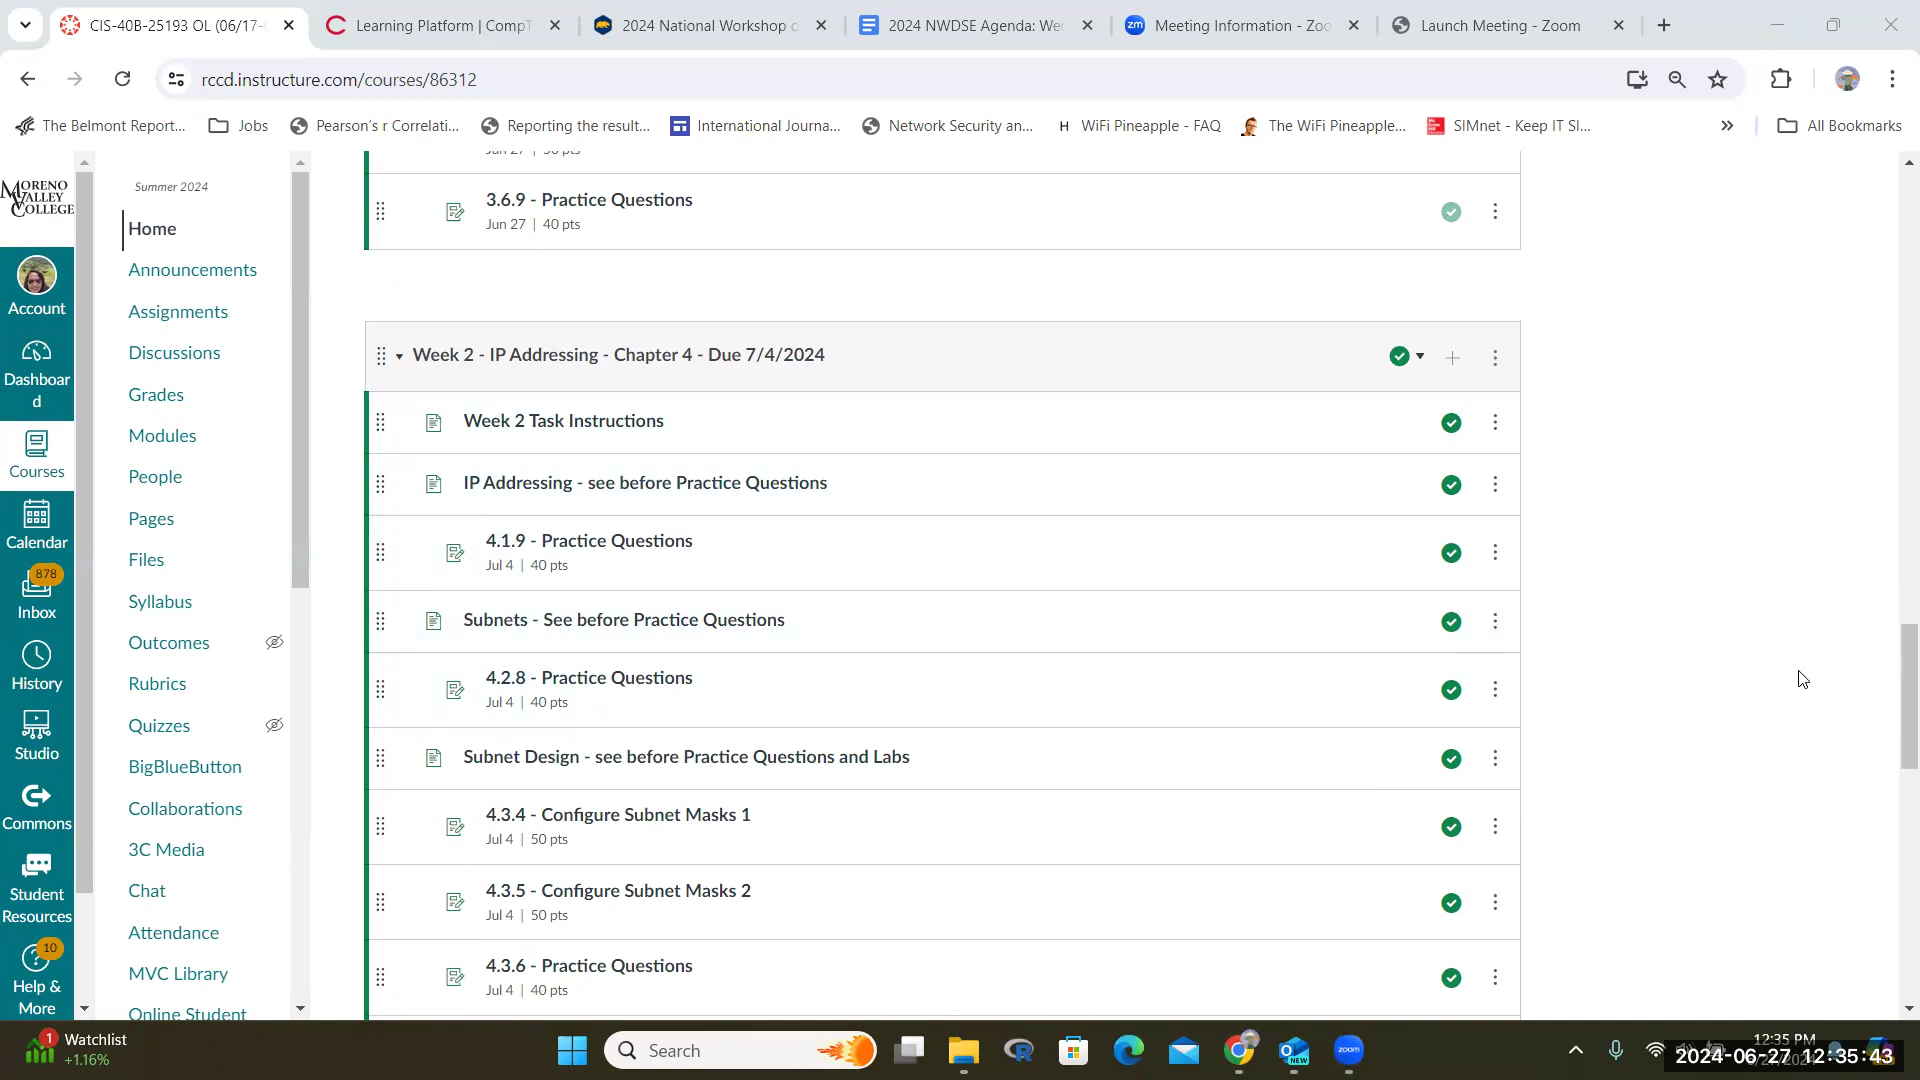 CIS-40B-25193 OL (06/17-
Learning Platform | CompT
2024 National Workshop o
2024 NWDSE Agenda: We
zm
Meeting Information - Zoo
Launch Meeting - Zoom
rccd.instructure.com/courses/86312
The Belmont Report...
Jobs
Pearson's r Correlati...
Reporting the result...
International Journa...
Network Security an...
H WiFi Pineapple - FAQ
The WiFi Pineapple...
SIMnet - Keep IT SI...
All Bookmarks
MORENO
VALLEY
COLLEGE
Account
Dashboar
d
Courses
Calendar
878
Inbox
History
Studio
Commons
Student
Resources
10
Help &
More
Summer 2024
Home
Announcements
Assignments
Discussions
Grades
Modules
People
Pages
Files
Syllabus
Outcomes
Rubrics
Quizzes
BigBlueButton
Collaborations
3C Media
Chat
Attendance
MVC Library
Online Student
3.6.9 - Practice Questions
Jun 27 | 40 pts
Week 2 - IP Addressing - Chapter 4 - Due 7/4/2024
Week 2 Task Instructions
IP Addressing - see before Practice Questions
4.1.9 - Practice Questions
Jul 4 | 40 pts
Subnets - See before Practice Questions
4.2.8 - Practice Questions
Jul 4 | 40 pts
Subnet Design - see before Practice Questions and Labs
4.3.4 - Configure Subnet Masks 1
Jul 4 | 50 pts
4.3.5 - Configure Subnet Masks 2
Jul 4 | 50 pts
4.3.6 - Practice Questions
Jul 4 | 40 pts
1
Watchlist
+1.16%
Search
NEW
zoom
12:35 PM
2024-06-27 12:35:43